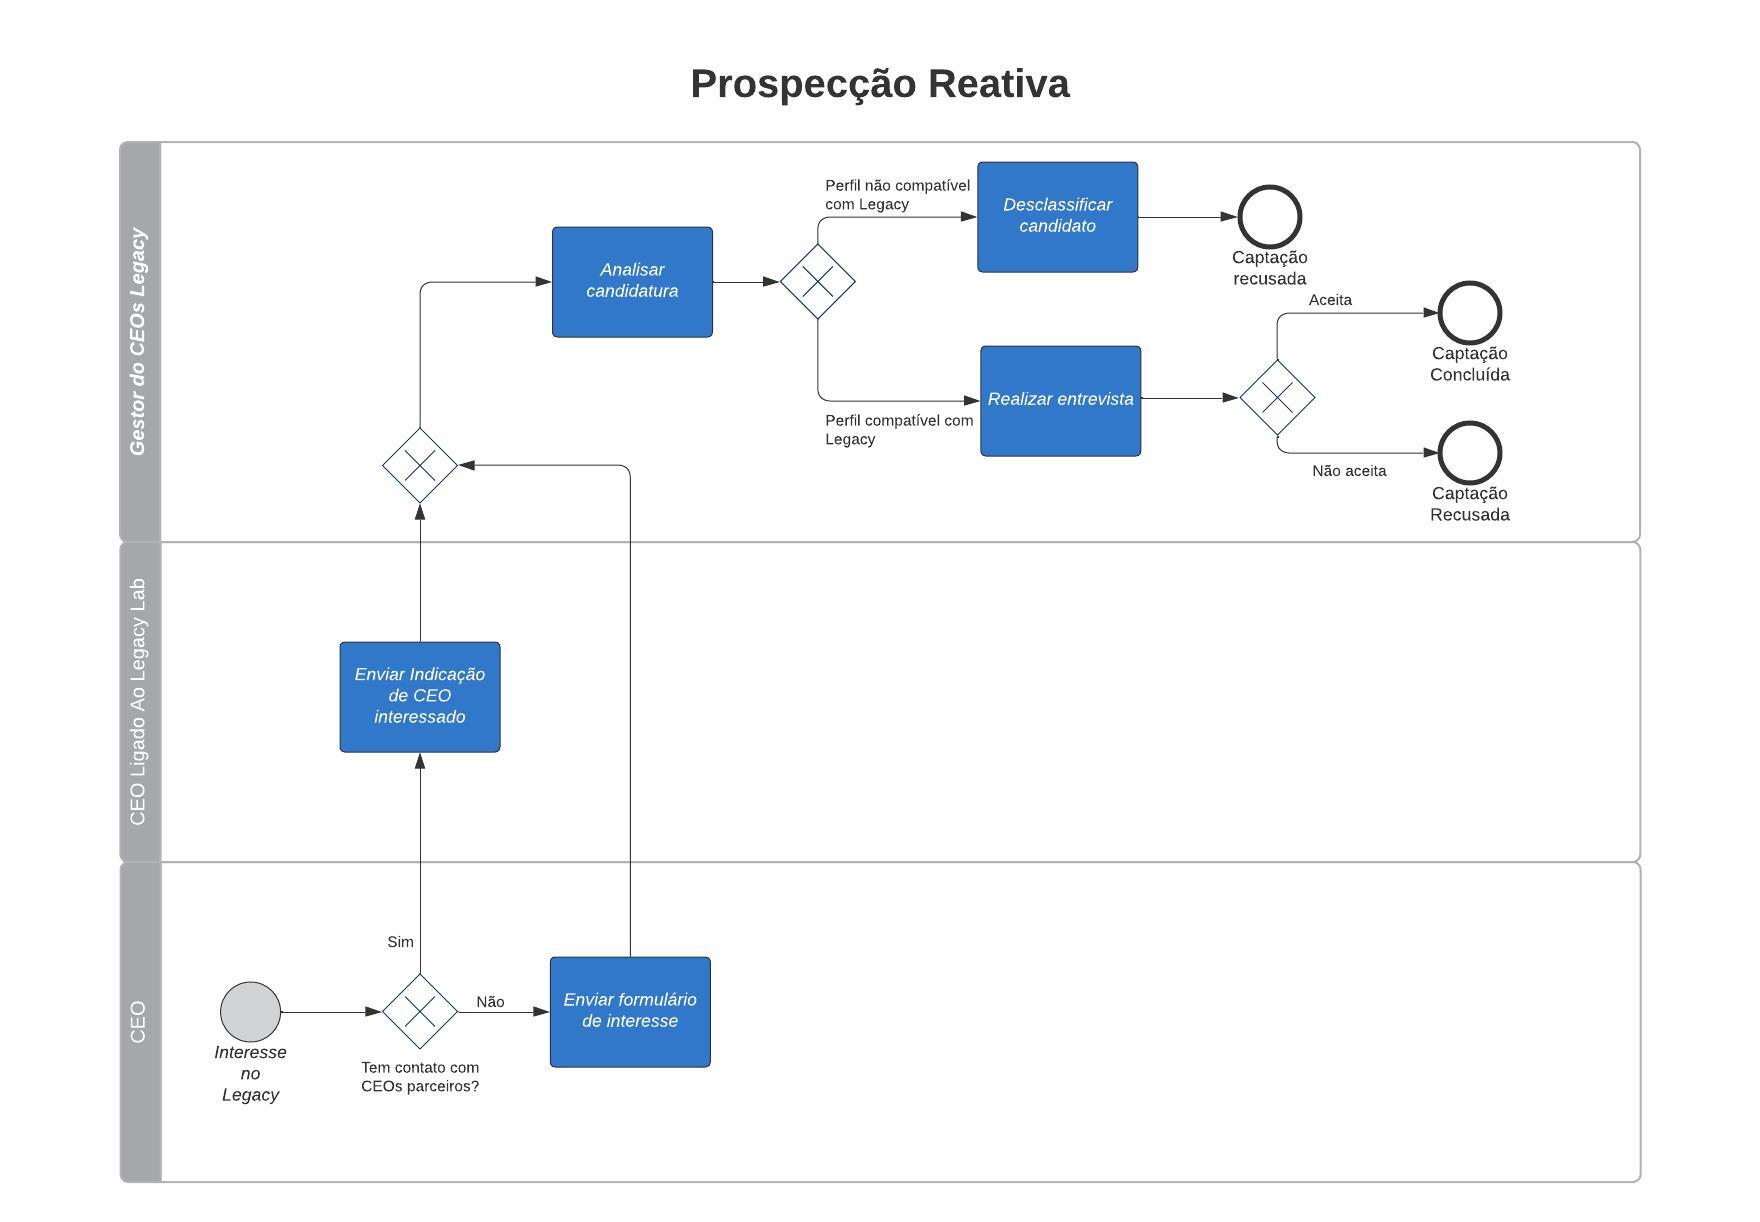 Prospecção Reativa
Gestor do CEOs Legacy
Perfil não compatível
com Legacy
Desclassificar
candidato
Captação
recusada
Analisar
candidatura
Aceita
Captação
Concluída
Realizar entrevista
Perfil compatível com
Legacy
Não aceita
Captação
Recusada
CEO Ligado Ao Legacy Lab
Enviar Indicação
de CEO
interessado
CEO
Sim
Não
Enviar formulário
de interesse
Interesse
no
Legacy
Tem contato com
CEOs parceiros?